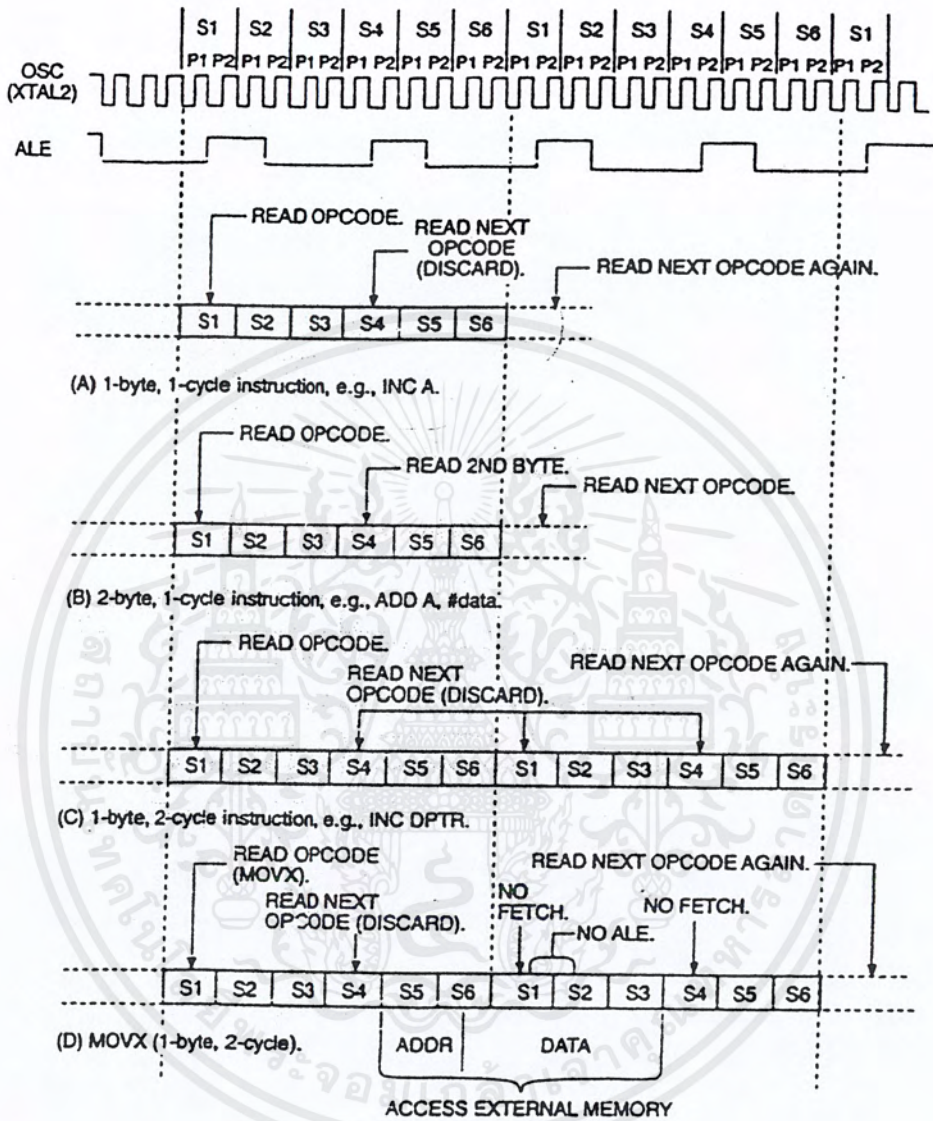 S1 S2 S3 S4 S5 S6 S1 S2 S3 S4 S5 S6 S1
P1 P2 P1 P2 P1 P2 P1 P2 P1 P2 P1 P2 P1 P2 P1 P2 P1 P2 P1 P2 P1 P2 P1 P2 P1 P2
OSC
(XTAL2)
ALE
READ OPCODE.
READ NEXT
OPCODE
(DISCARD).
READ NEXT OPCODE AGAIN.
S1 S2 S3 S4 S5 S6
(A) 1-byte, 1-cycle instruction, e.g., INC A.
READ OPCODE.
READ 2ND BYTE.
READ NEXT OPCODE.
S1 S2 S3 S4 S5 S6
(B) 2-byte, 1-cycle instruction, e.g., ADD A, #data.
READ OPCODE.
READ NEXT
OPCODE (DISCARD).
READ NEXT OPCODE AGAIN.
S1 S2 S3 S4 S5 S6 S1 S2 S3 S4 S5 S6
(C) 1-byte, 2-cycle instruction, e.g., INC DPTR.
READ OPCODE
(MOVX).
READ NEXT
OPCODE (DISCARD).
NO
FETCH.
NO ALE.
NO FETCH.
READ NEXT OPCODE AGAIN.
S1 S2 S3 S4 S5 S6 S1 S2 S3 S4 S5 S6
(D) MOVX (1-byte, 2-cycle).
ADDR DATA
ACCESS EXTERNAL MEMORY